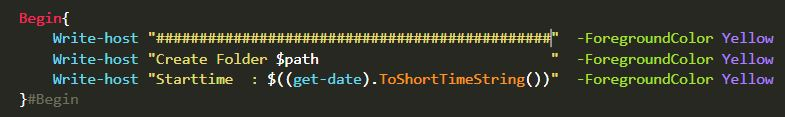 Begin{
    Write-host "##############################################"  -ForegroundColor Yellow
    Write-host "Create Folder $path                           "  -ForegroundColor Yellow
    Write-host "Starttime  : $((get-date).ToShortTimeString())"  -ForegroundColor Yellow
}#Begin